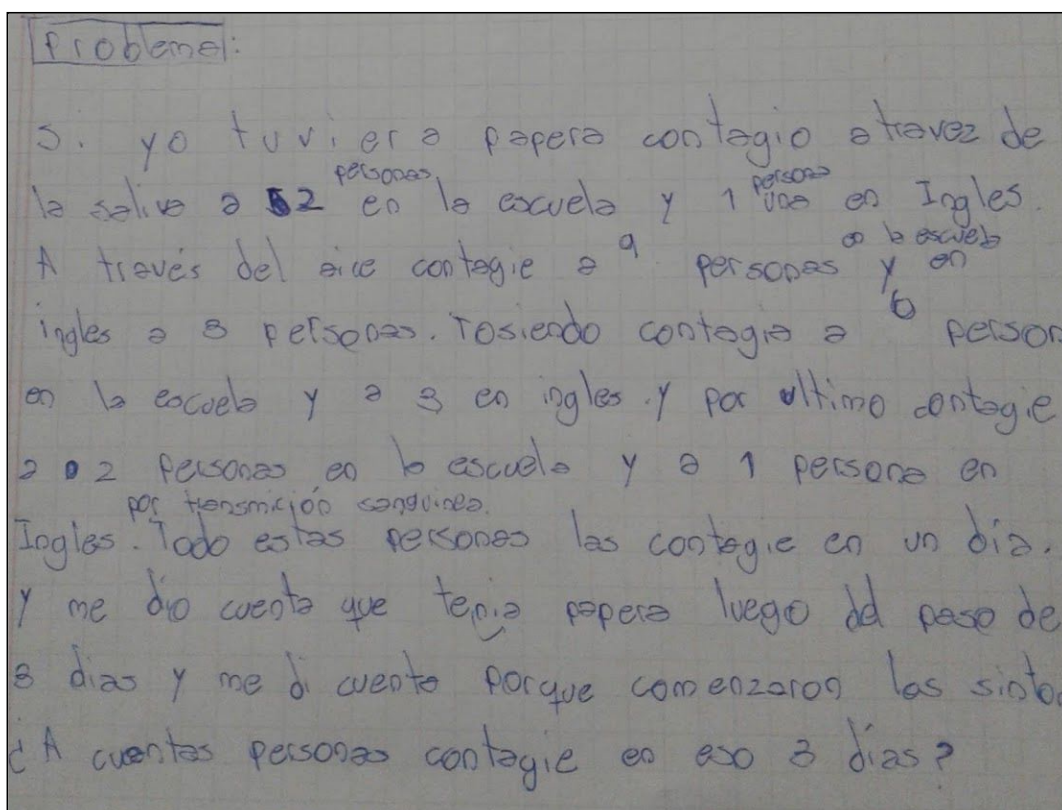 Problema:
Si yo tuviera papera contagio atravez de
la saliva a 2 personas en la escuela y 1 una persona en Ingles.
A través del aire contagie a 9 personas en la escuela y en
ingles a 3 personas. Tosiendo contagie a 6 person
en la escuela y a 3 en ingles. y por ultimo contagie
a 2 personas en la escuela y a 1 persona en
Ingles por transmición sanguinea. Todo estas personas las contagie en un día.
Y me dio cuenta que tenia papera luego del paso de
3 dias y me di cuenta porque comenzaron los sinto
¿A cuantas personas contagie en eso 3 días?